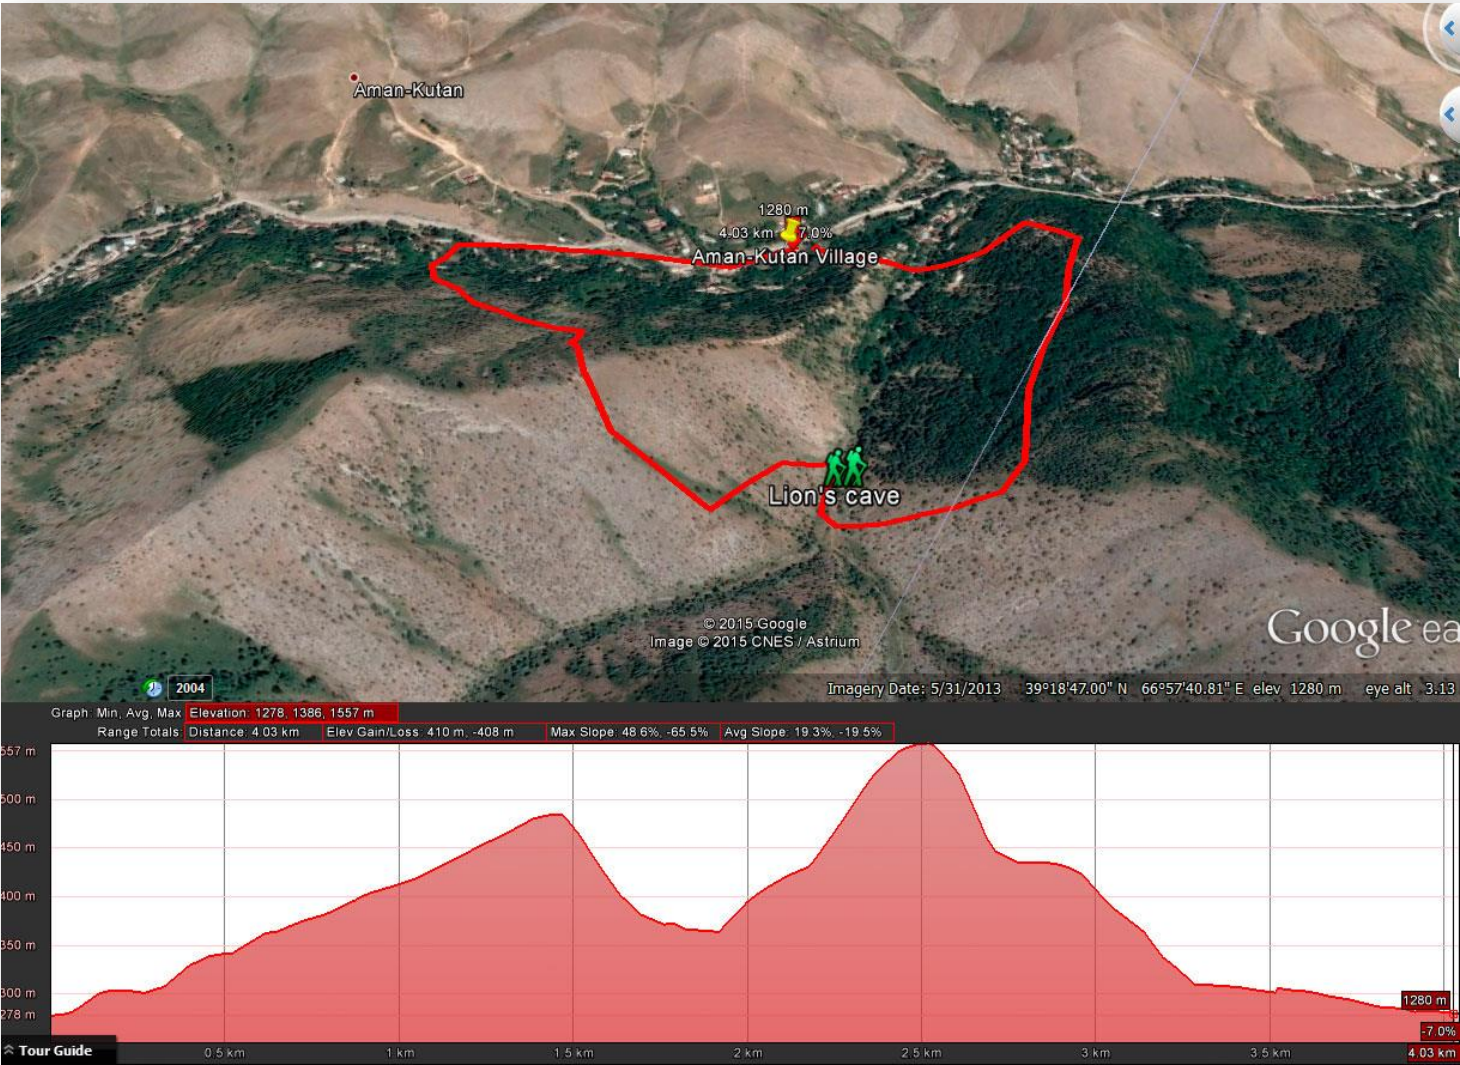 Aman-Kutan
1280 m
4.03 km 7.0%
Aman-Kutan Village
Lion's cave
© 2015 Google
Image © 2015 CNES / Astrium
Google ea
2004
Imagery Date: 5/31/2013 39°18'47.00" N 66°57'40.81" E elev 1280 m eye alt 3.13
Graph: Min, Avg, Max Elevation: 1278, 1386, 1557 m
Range Totals: Distance: 4.03 km Elev Gain/Loss: 410 m, -408 m Max Slope: 48.6%, -65.5% Avg Slope: 19.3%, -19.5%
557 m
500 m
450 m
400 m
350 m
300 m
278 m
1280 m
-7.0%
Tour Guide
0.5 km 1 km 1.5 km 2 km 2.5 km 3 km 3.5 km 4.03 km